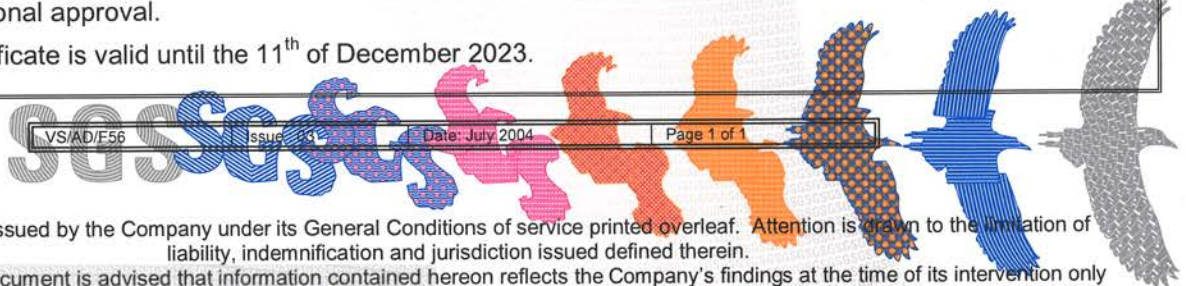 onal approval.
ficate is valid until the 11th of December 2023.
SGS SGS SGS
VS/AD/F56 Issue 03 Date: July 2004 Page 1 of 1
ssued by the Company under its General Conditions of service printed overleaf. Attention is drawn to the limitation of
liability, indemnification and jurisdiction issued defined therein.
cument is advised that information contained hereon reflects the Company's findings at the time of its intervention only